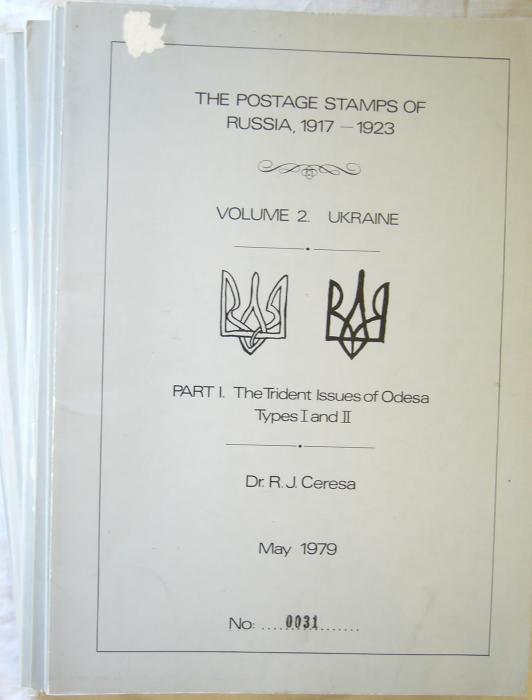 THE POSTAGE STAMPS OF
RUSSIA, 1917 — 1923
VOLUME 2. UKRAINE
PART I. The Trident Issues of Odesa
Types I and II
Dr. R. J. Ceresa
May 1979
No: ....0031.......